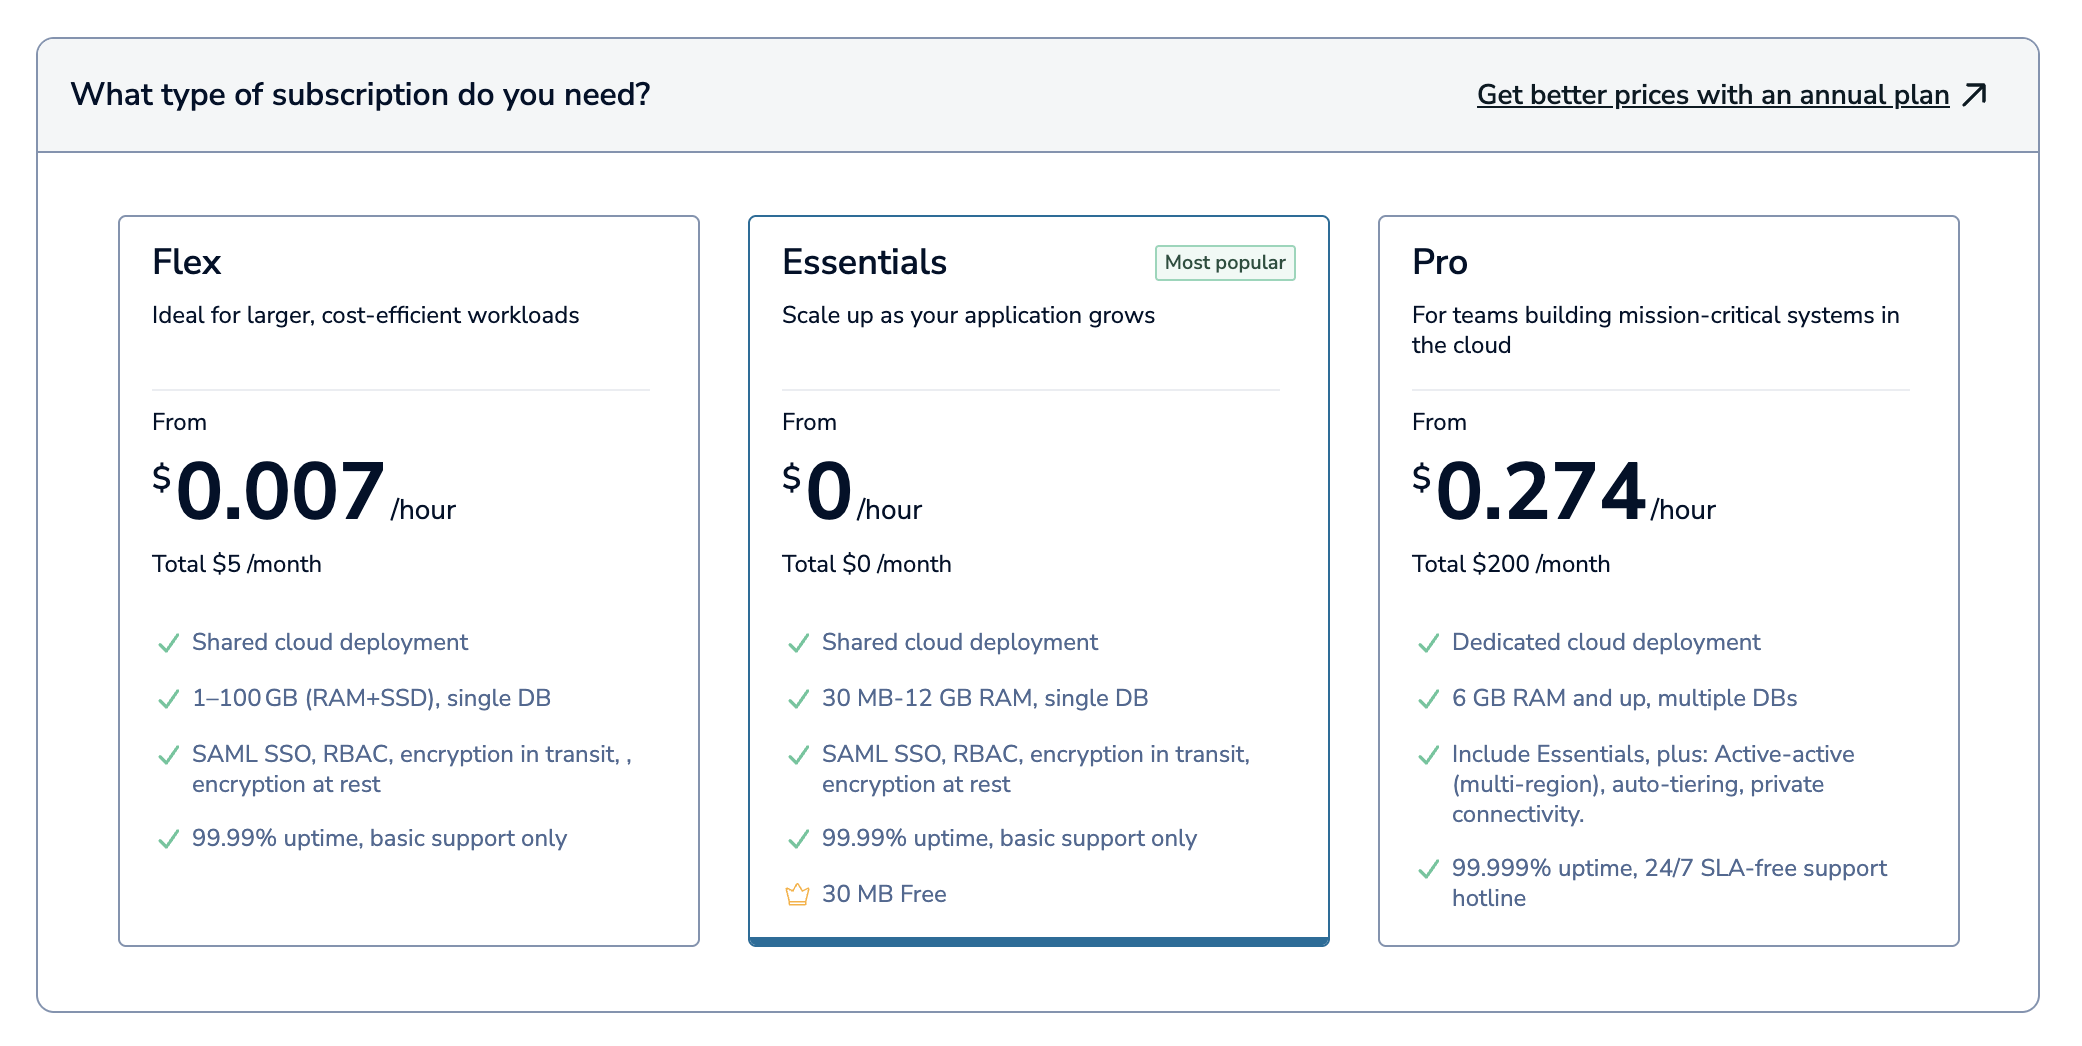 What type of subscription do you need?
Get better prices with an annual plan
Flex
Ideal for larger, cost-efficient workloads
From
$0.007/hour
Total $5 /month
Shared cloud deployment
1–100 GB (RAM+SSD), single DB
SAML SSO, RBAC, encryption in transit, ,
encryption at rest
99.99% uptime, basic support only
Essentials
Most popular
Scale up as your application grows
From
$0/hour
Total $0 /month
Shared cloud deployment
30 MB-12 GB RAM, single DB
SAML SSO, RBAC, encryption in transit,
encryption at rest
99.99% uptime, basic support only
30 MB Free
Pro
For teams building mission-critical systems in
the cloud
From
$0.274/hour
Total $200 /month
Dedicated cloud deployment
6 GB RAM and up, multiple DBs
Include Essentials, plus: Active-active
(multi-region), auto-tiering, private
connectivity.
99.999% uptime, 24/7 SLA-free support
hotline